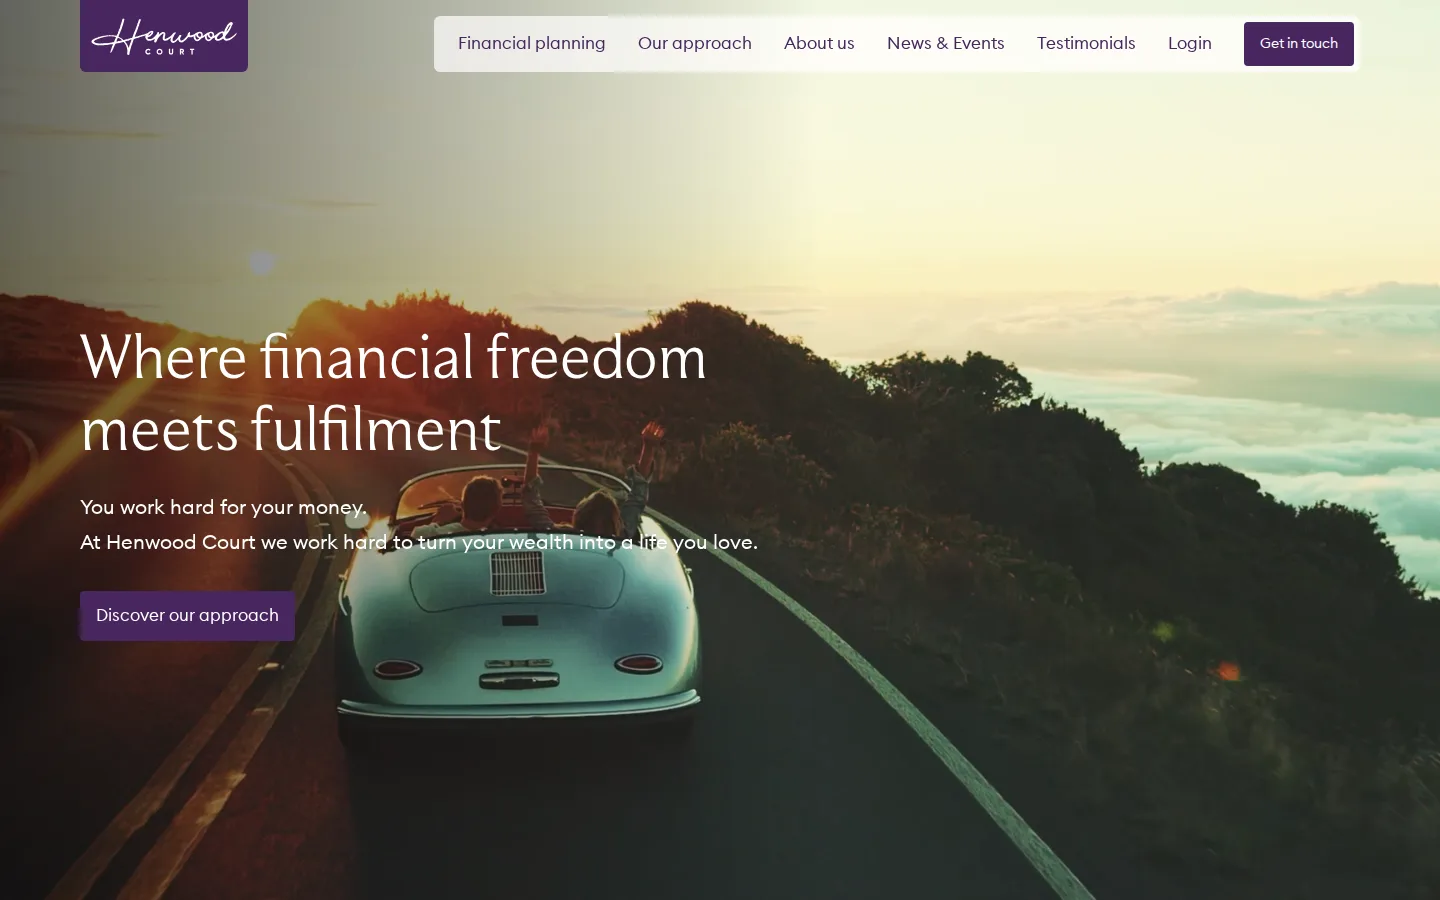 Henwood
COURT
Financial planning
Our approach
About us
News & Events
Testimonials
Login
Get in touch
Where financial freedom
meets fulfilment
You work hard for your money.
At Henwood Court we work hard to turn your wealth into a life you love.
Discover our approach